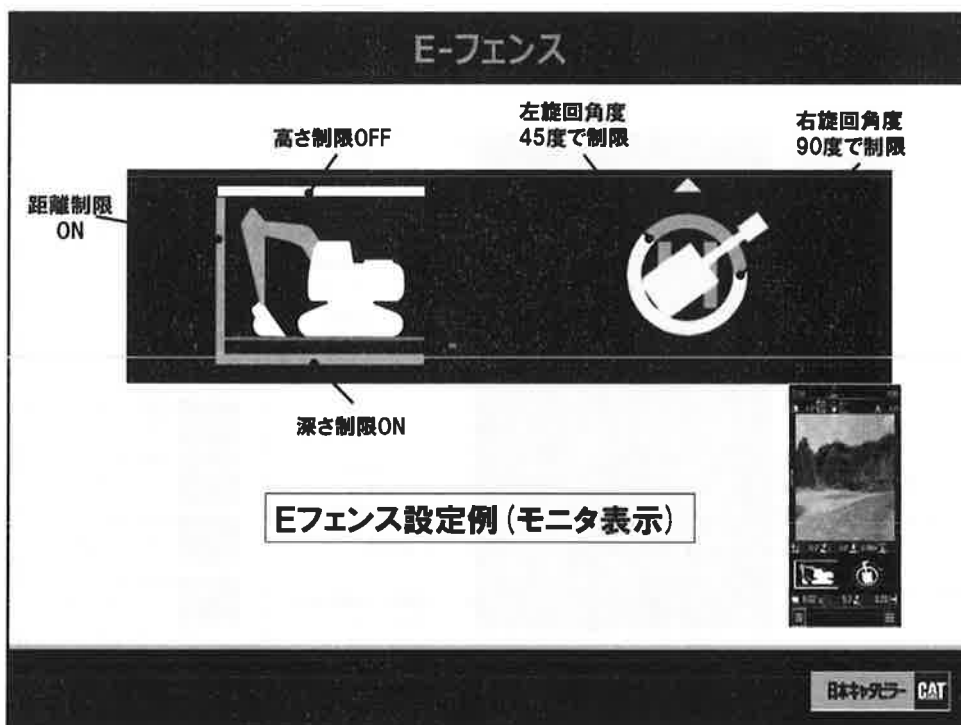 E-フェンス
左旋回角度
45度で制限
右旋回角度
90度で制限
高さ制限OFF
距離制限
ON
深さ制限ON
Eフェンス設定例(モニタ表示)
日本キャタピラー CAT